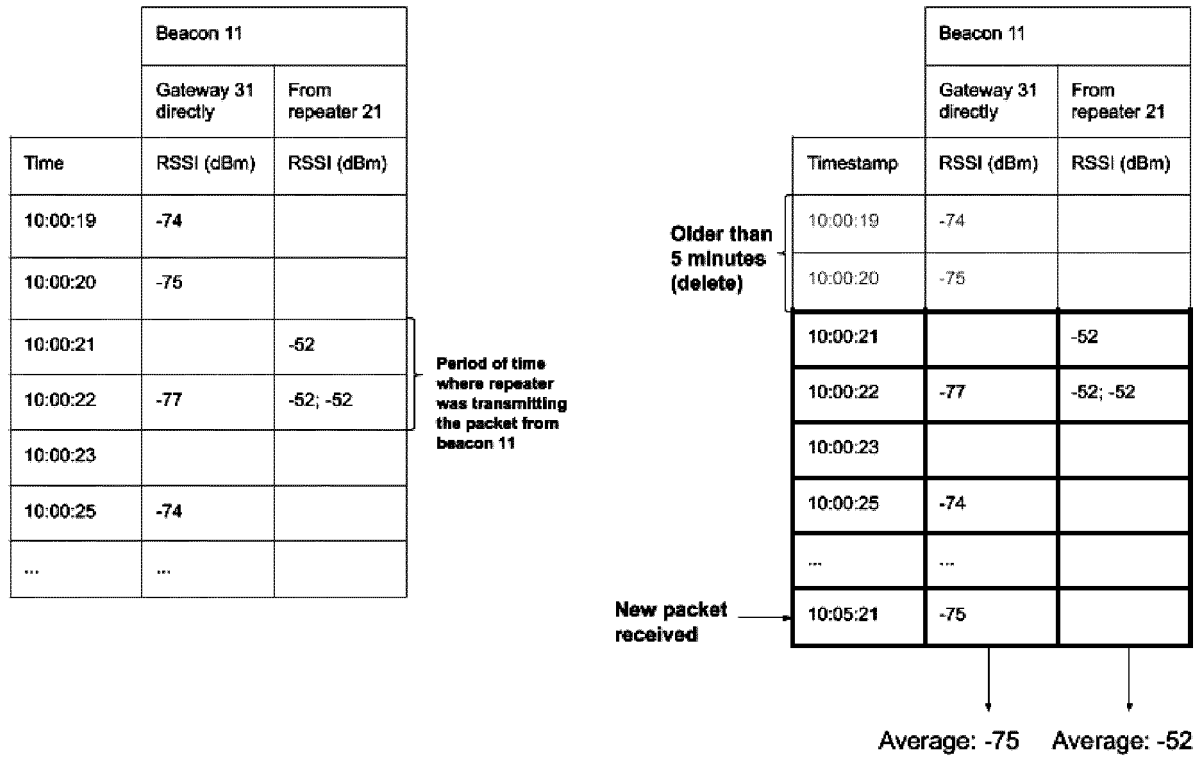 Beacon 11
Gateway 31
directly
From
repeater 21
Time
RSSI (dBm)
RSSI (dBm)
10:00:19
-74
10:00:20
-75
10:00:21
-52
10:00:22
-77
-52; -52
10:00:23
10:00:25
-74
...
...
Period of time
where repeater
was transmitting
the packet from
beacon 11
Beacon 11
Gateway 31
directly
From
repeater 21
Timestamp
RSSI (dBm)
RSSI (dBm)
Older than
5 minutes
(delete)
10:00:19
-74
10:00:20
-75
10:00:21
-52
10:00:22
-77
-52; -52
10:00:23
10:00:25
-74
...
...
New packet
received
10:05:21
-75
Average: -75
Average: -52